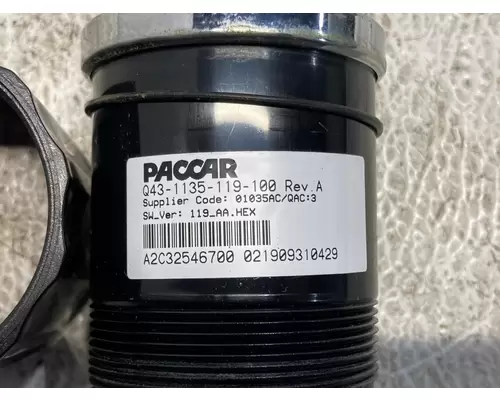 PACCAR
Q43-1135-119-100 Rev.A
Supplier Code: 01035AC/QAC:3
SW_Ver: 119_AA.HEX
A2C32546700 021909310429